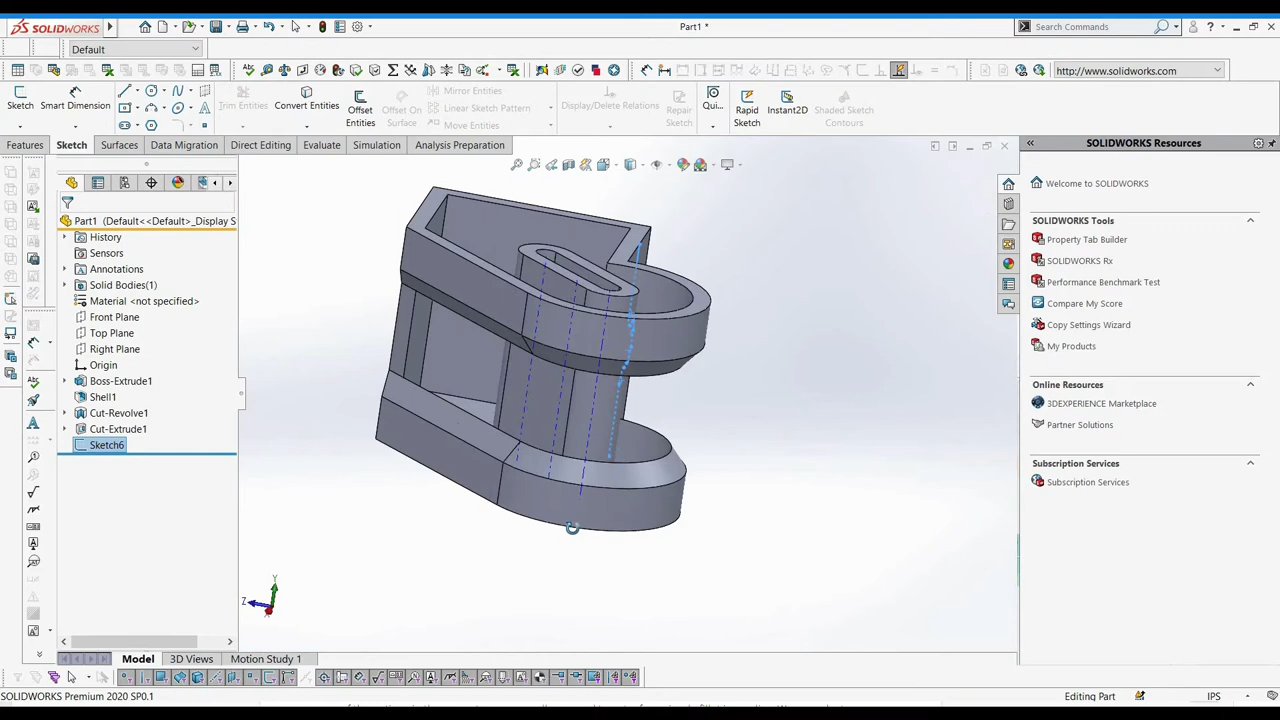 SOLIDWORKS
Part1 *
Search Commands
Default
http://www.solidworks.com
Sketch
Smart Dimension
Trim Entities
Convert Entities
Offset Entities
Offset On Surface
Mirror Entities
Linear Sketch Pattern
Move Entities
Display/Delete Relations
Repair Sketch
Qui...
Rapid Sketch
Instant2D
Shaded Sketch Contours
Features
Sketch
Surfaces
Data Migration
Direct Editing
Evaluate
Simulation
Analysis Preparation
SOLIDWORKS Resources
Part1 (Default<<Default>_Display S
History
Sensors
Annotations
Solid Bodies(1)
Material <not specified>
Front Plane
Top Plane
Right Plane
Origin
Boss-Extrude1
Shell1
Cut-Revolve1
Cut-Extrude1
Sketch6
Welcome to SOLIDWORKS
SOLIDWORKS Tools
Property Tab Builder
SOLIDWORKS Rx
Performance Benchmark Test
Compare My Score
Copy Settings Wizard
My Products
Online Resources
3DEXPERIENCE Marketplace
Partner Solutions
Subscription Services
Subscription Services
Y
Z
Model
3D Views
Motion Study 1
SOLIDWORKS Premium 2020 SP0.1
Editing Part
IPS